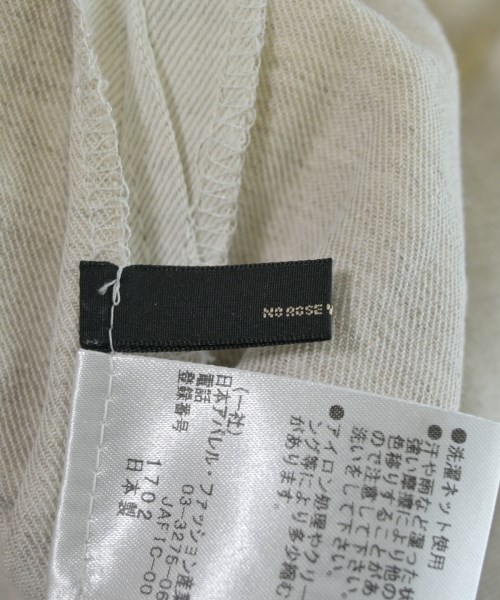 NO ROSE
●洗濯ネット使用
●汗や雨など湿った状
強い摩擦により他の
色移りすることがあ
ので注意して下さい。
洗いをして下さい。
●アイロン処理やクリー
ング等により多少縮む
があります。
(一社)
日本アパレル・ファッション産業
電話 03-3275-06
登録番号 JAF1C-00
1702
日本製